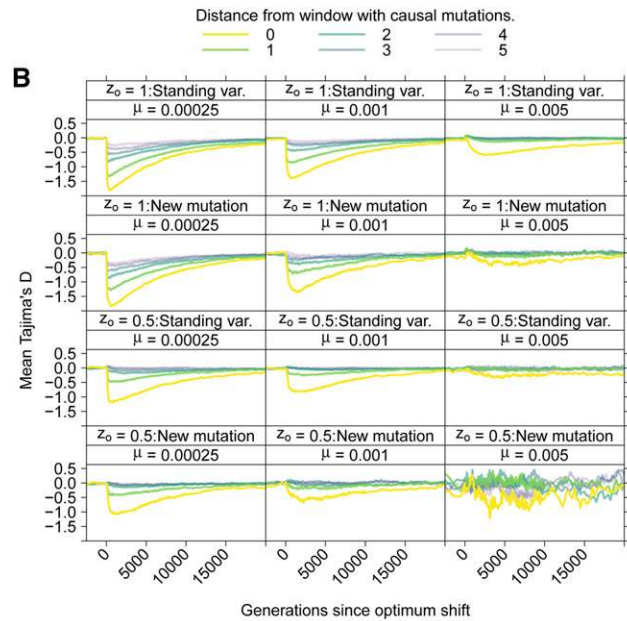 Distance from window with causal mutations.
0 2 4
1 3 5
B
z₀ = 1:Standing var. z₀ = 1:Standing var. z₀ = 1:Standing var.
μ = 0.00025 μ = 0.001 μ = 0.005
0.5
0.0
−0.5
−1.0
−1.5
z₀ = 1:New mutation z₀ = 1:New mutation z₀ = 1:New mutation
μ = 0.00025 μ = 0.001 μ = 0.005
0.5
0.0
−0.5
−1.0
−1.5
Mean Tajima's D
z₀ = 0.5:Standing var. z₀ = 0.5:Standing var. z₀ = 0.5:Standing var.
μ = 0.00025 μ = 0.001 μ = 0.005
0.5
0.0
−0.5
−1.0
−1.5
z₀ = 0.5:New mutation z₀ = 0.5:New mutation z₀ = 0.5:New mutation
μ = 0.00025 μ = 0.001 μ = 0.005
0.5
0.0
−0.5
−1.0
−1.5
0 5000 10000 15000 0 5000 10000 15000 0 5000 10000 15000
Generations since optimum shift